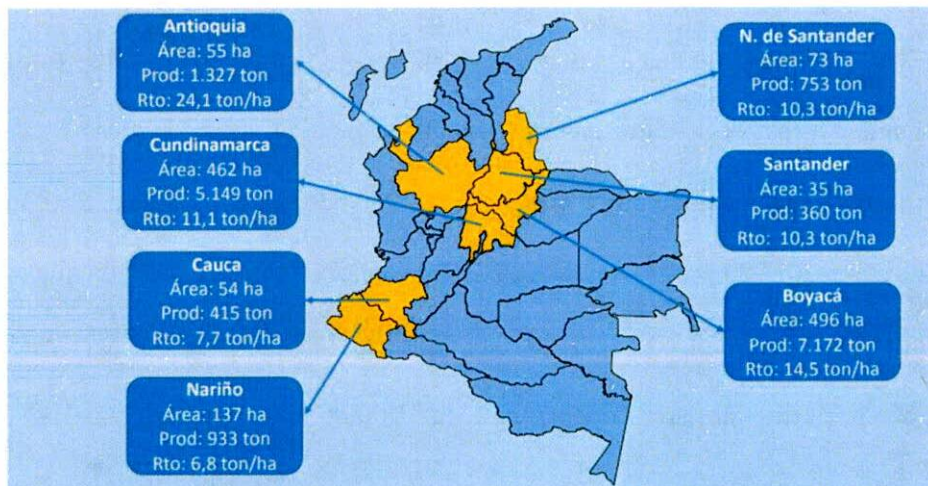 Antioquia
Área: 55 ha
Prod: 1.327 ton
Rto: 24,1 ton/ha
Cundinamarca
Área: 462 ha
Prod: 5.149 ton
Rto: 11,1 ton/ha
Cauca
Área: 54 ha
Prod: 415 ton
Rto: 7,7 ton/ha
Nariño
Área: 137 ha
Prod: 933 ton
Rto: 6,8 ton/ha
N. de Santander
Área: 73 ha
Prod: 753 ton
Rto: 10,3 ton/ha
Santander
Área: 35 ha
Prod: 360 ton
Rto: 10,3 ton/ha
Boyacá
Área: 496 ha
Prod: 7.172 ton
Rto: 14,5 ton/ha